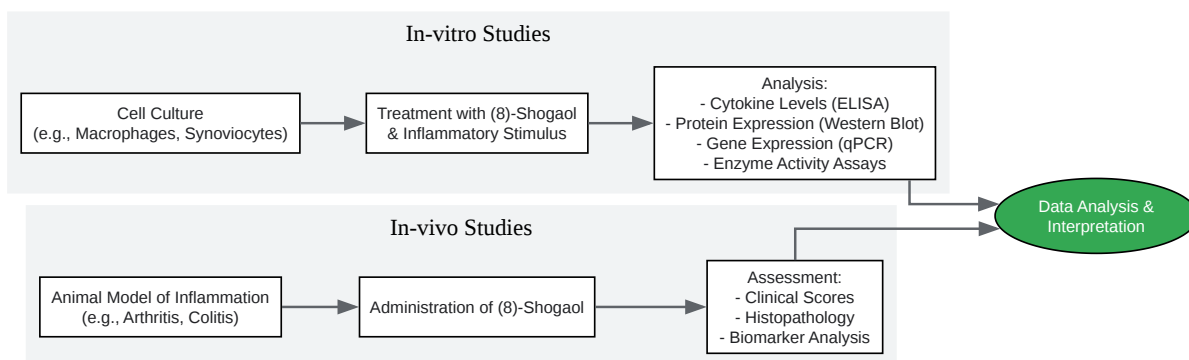 In-vitro Studies
Cell Culture
(e.g., Macrophages, Synoviocytes)
Treatment with (8)-Shogaol
& Inflammatory Stimulus
Analysis:
- Cytokine Levels (ELISA)
- Protein Expression (Western Blot)
- Gene Expression (qPCR)
- Enzyme Activity Assays
In-vivo Studies
Animal Model of Inflammation
(e.g., Arthritis, Colitis)
Administration of (8)-Shogaol
Assessment:
- Clinical Scores
- Histopathology
- Biomarker Analysis
Data Analysis &
Interpretation